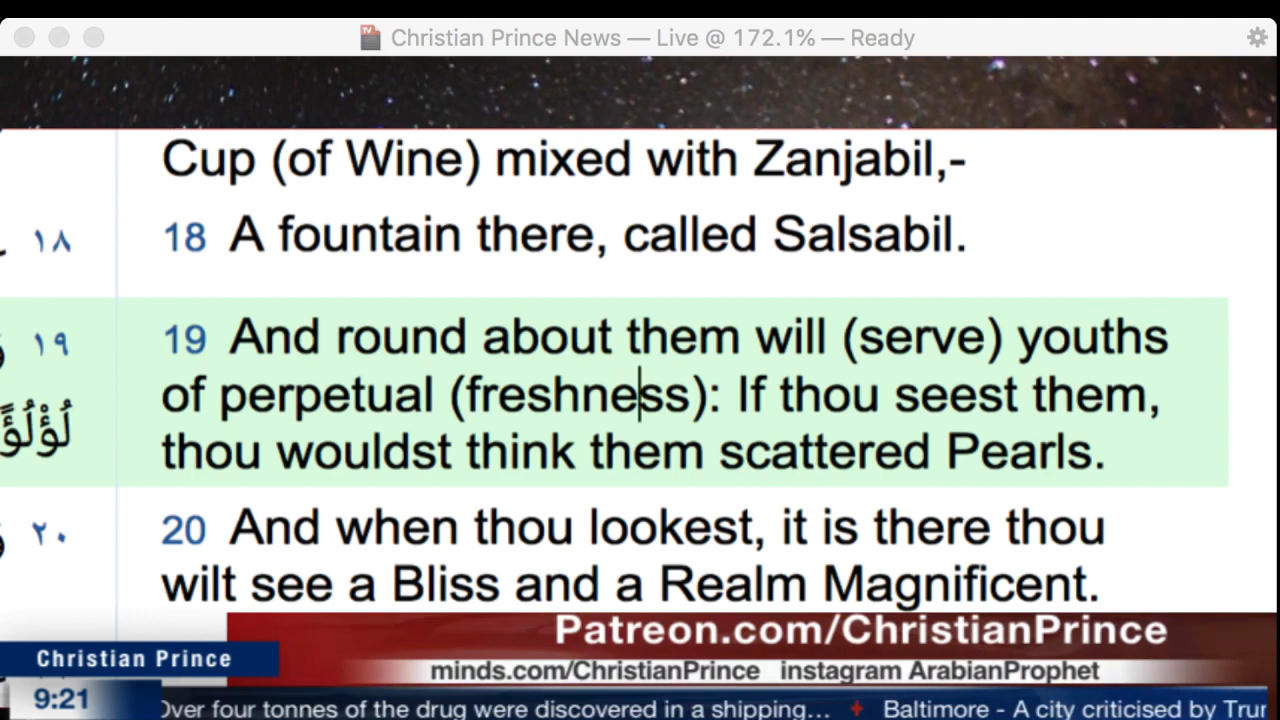 Christian Prince News — Live @ 172.1% — Ready
Cup (of Wine) mixed with Zanjabil,-
١٨ 18 A fountain there, called Salsabil.
١٩ 19 And round about them will (serve) youths
of perpetual (freshness): If thou seest them,
لُؤْلُؤًا thou wouldst think them scattered Pearls.
٢٠ 20 And when thou lookest, it is there thou
wilt see a Bliss and a Realm Magnificent.
Patreon.com/ChristianPrince
Christian Prince
minds.com/ChristianPrince instagram ArabianProphet
9:21
Over four tonnes of the drug were discovered in a shipping... Baltimore - A city criticised by Trum